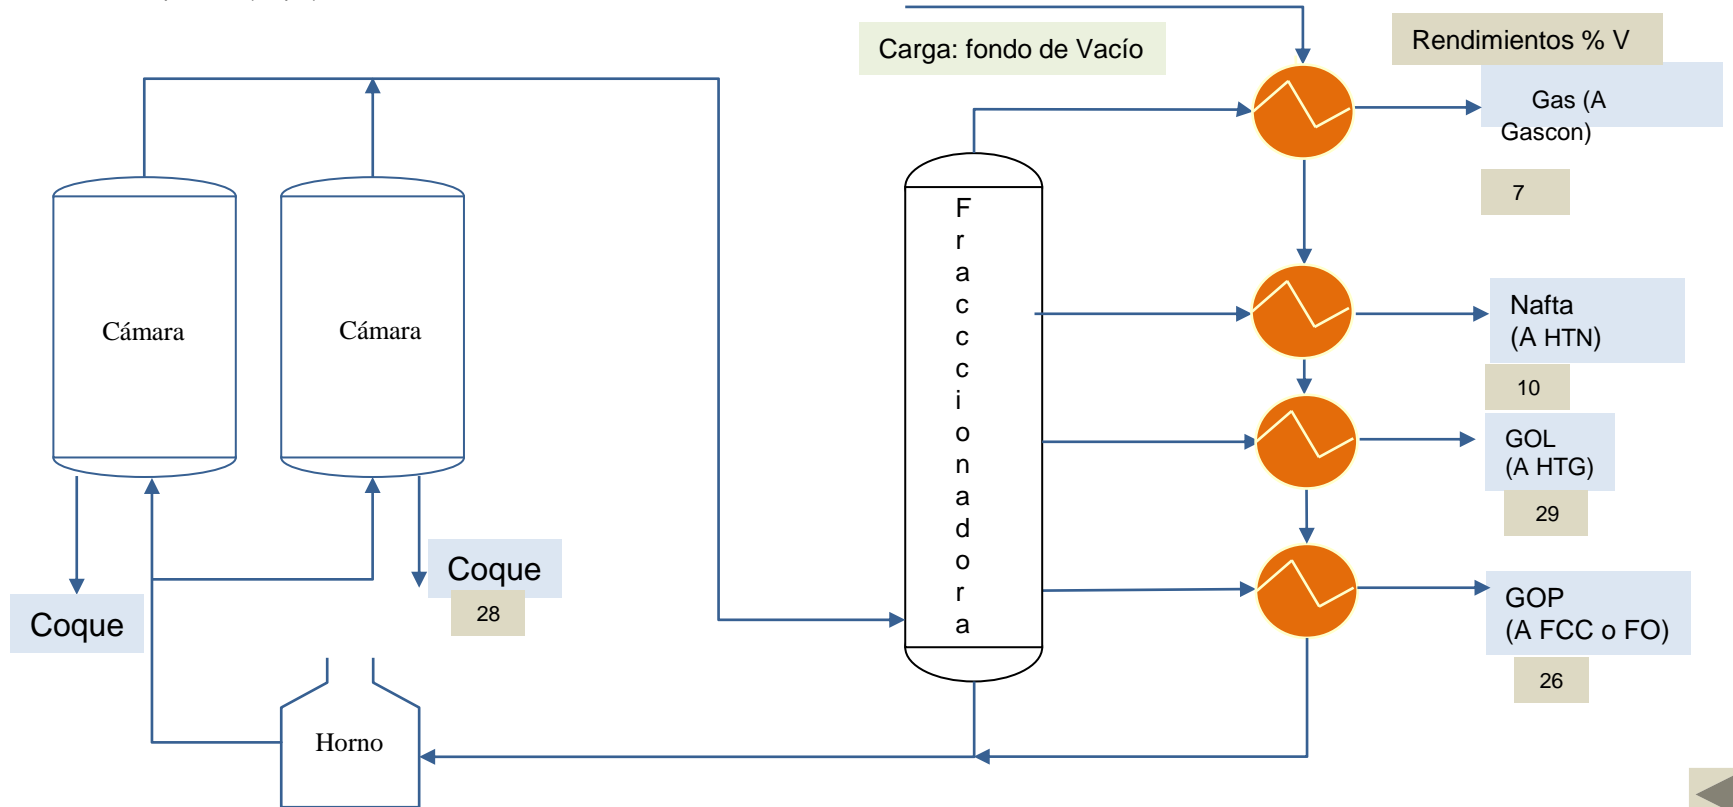 Carga: fondo de Vacío
Rendimientos % V
Gas (A
Gascon)
7
Cámara
Cámara
F
r
a
c
c
c
i
o
n
a
d
o
r
a
Nafta
(A HTN)
10
GOL
(A HTG)
29
GOP
(A FCC o FO)
26
Coque
28
Coque
Horno